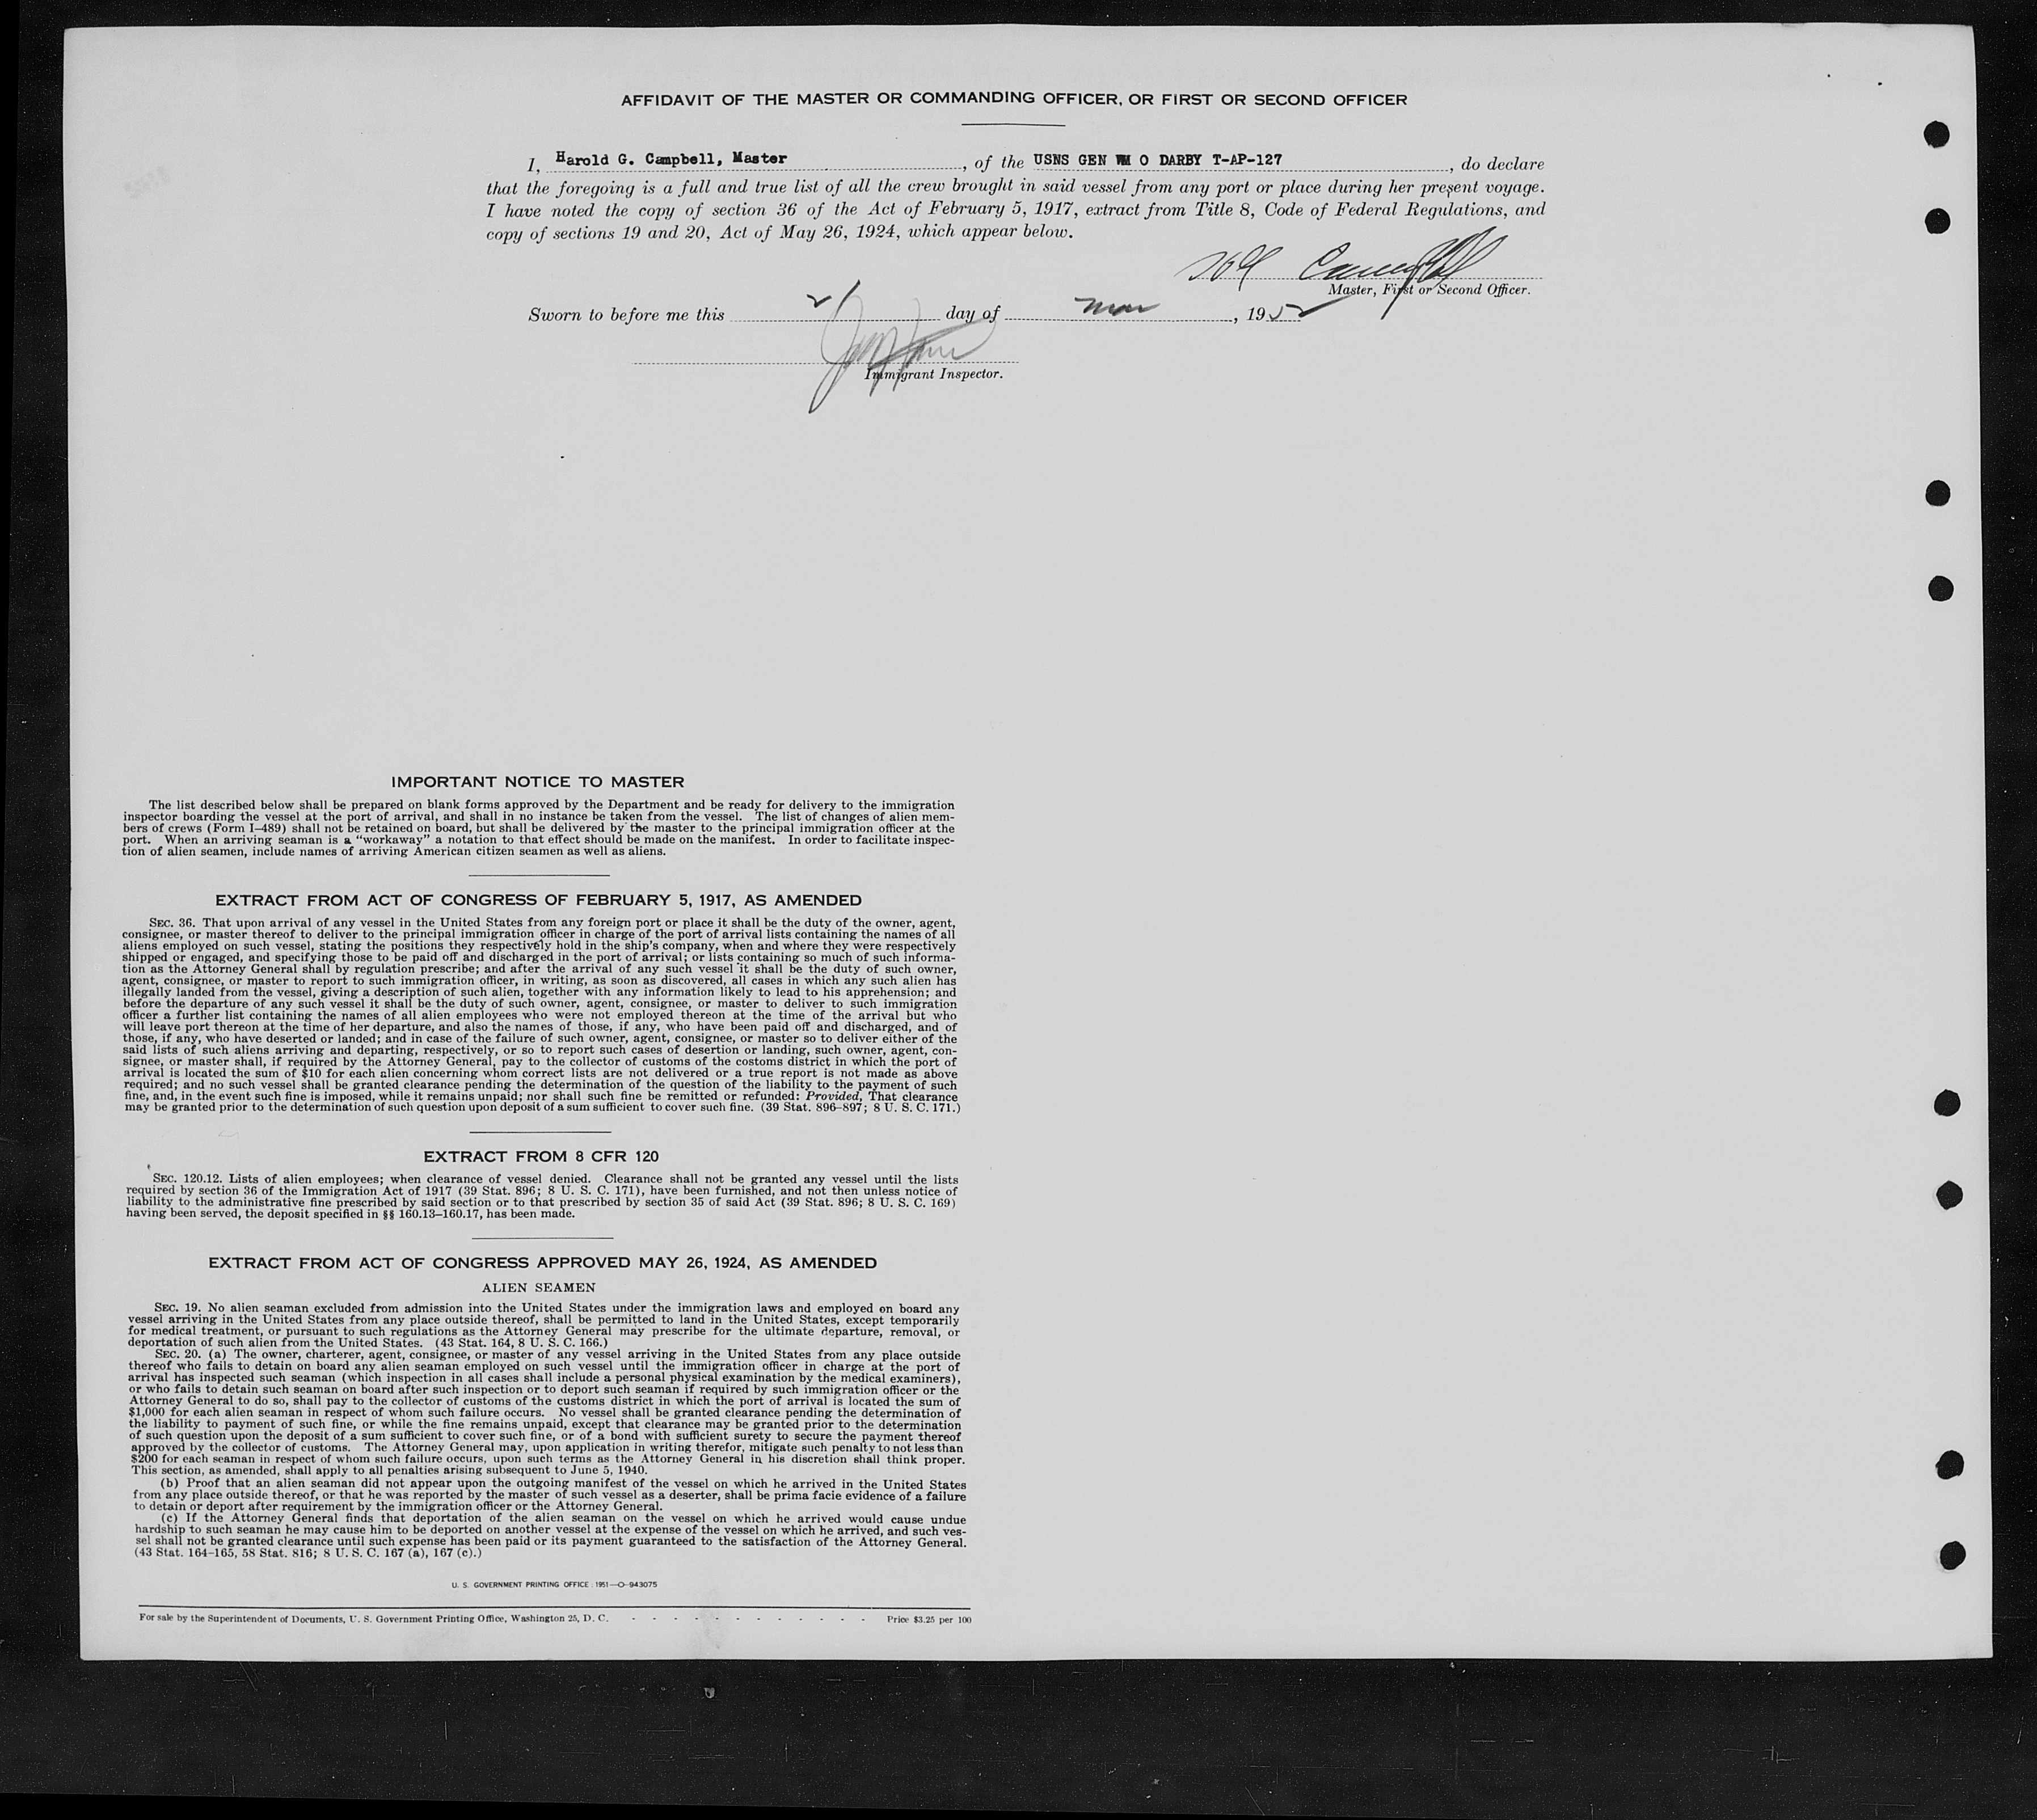 AFFIDAVIT OF THE MASTER OR COMMANDING OFFICER, OR FIRST OR SECOND OFFICER
I, Harold G. Campbell, Master, of the USNS GEN WM O DARBY T-AP-127, do declare
that the foregoing is a full and true list of all the crew brought in said vessel from any port or place during her present voyage.
I have noted the copy of section 36 of the Act of February 5, 1917, extract from Title 8, Code of Federal Regulations, and
copy of sections 19 and 20, Act of May 26, 1924, which appear below.
HG Campbell
Master, First or Second Officer.
Sworn to before me this 21 day of Mar, 1952
Immigrant Inspector.
IMPORTANT NOTICE TO MASTER
The list described below shall be prepared on blank forms approved by the Department and be ready for delivery to the immigration
inspector boarding the vessel at the port of arrival, and shall in no instance be taken from the vessel. The list of changes of alien mem-
bers of crews (Form I-489) shall not be retained on board, but shall be delivered by the master to the principal immigration officer at the
port. When an arriving seaman is a "workaway" a notation to that effect should be made on the manifest. In order to facilitate inspec-
tion of alien seamen, include names of arriving American citizen seamen as well as aliens.
EXTRACT FROM ACT OF CONGRESS OF FEBRUARY 5, 1917, AS AMENDED
SEC. 36. That upon arrival of any vessel in the United States from any foreign port or place it shall be the duty of the owner, agent,
consignee, or master thereof to deliver to the principal immigration officer in charge of the port of arrival lists containing the names of all
aliens employed on such vessel, stating the positions they respectively hold in the ship's company, when and where they were respectively
shipped or engaged, and specifying those to be paid off and discharged in the port of arrival; or lists containing so much of such informa-
tion as the Attorney General shall by regulation prescribe; and after the arrival of any such vessel it shall be the duty of such owner,
agent, consignee, or master to report to such immigration officer, in writing, as soon as discovered, all cases in which any such alien has
illegally landed from the vessel, giving a description of such alien, together with any information likely to lead to his apprehension; and
before the departure of any such vessel it shall be the duty of such owner, agent, consignee, or master to deliver to such immigration
officer a further list containing the names of all alien employees who were not employed thereon at the time of the arrival but who
will leave port thereon at the time of her departure, and also the names of those, if any, who have been paid off and discharged, and of
those, if any, who have deserted or landed; and in case of the failure of such owner, agent, consignee, or master so to deliver either of the
said lists of such aliens arriving and departing, respectively, or so to report such cases of desertion or landing, such owner, agent, con-
signee, or master shall, if required by the Attorney General, pay to the collector of customs of the costoms district in which the port of
arrival is located the sum of $10 for each alien concerning whom correct lists are not delivered or a true report is not made as above
required; and no such vessel shall be granted clearance pending the determination of the question of the liability to the payment of such
fine, and, in the event such fine is imposed, while it remains unpaid; nor shall such fine be remitted or refunded: Provided, That clearance
may be granted prior to the determination of such question upon deposit of a sum sufficient to cover such fine. (39 Stat. 896-897; 8 U. S. C. 171.)
EXTRACT FROM 8 CFR 120
SEC. 120.12. Lists of alien employees; when clearance of vessel denied. Clearance shall not be granted any vessel until the lists
required by section 36 of the Immigration Act of 1917 (39 Stat. 896; 8 U. S. C. 171), have been furnished, and not then unless notice of
liability to the administrative fine prescribed by said section or to that prescribed by section 35 of said Act (39 Stat. 896; 8 U. S. C. 169)
having been served, the deposit specified in §§ 160.13-160.17, has been made.
EXTRACT FROM ACT OF CONGRESS APPROVED MAY 26, 1924, AS AMENDED
ALIEN SEAMEN
SEC. 19. No alien seaman excluded from admission into the United States under the immigration laws and employed on board any
vessel arriving in the United States from any place outside thereof, shall be permitted to land in the United States, except temporarily
for medical treatment, or pursuant to such regulations as the Attorney General may prescribe for the ultimate departure, removal, or
deportation of such alien from the United States. (43 Stat. 164, 8 U. S. C. 166.)
SEC. 20. (a) The owner, charterer, agent, consignee, or master of any vessel arriving in the United States from any place outside
thereof who fails to detain on board any alien seaman employed on such vessel until the immigration officer in charge at the port of
arrival has inspected such seaman (which inspection in all cases shall include a personal physical examination by the medical examiners),
or who fails to detain such seaman on board after such inspection or to deport such seaman if required by such immigration officer or the
Attorney General to do so, shall pay to the collector of customs of the customs district in which the port of arrival is located the sum of
$1,000 for each alien seaman in respect of whom such failure occurs. No vessel shall be granted clearance pending the determination of
the liability to payment of such fine, or while the fine remains unpaid, except that clearance may be granted prior to the determination
of such question upon the deposit of a sum sufficient to cover such fine, or of a bond with sufficient surety to secure the payment thereof
approved by the collector of customs. The Attorney General may, upon application in writing therefor, mitigate such penalty to not less than
$200 for each seaman in respect of whom such failure occurs, upon such terms as the Attorney General in his discretion shall think proper.
This section, as amended, shall apply to all penalties arising subsequent to June 5, 1940.
(b) Proof that an alien seaman did not appear upon the outgoing manifest of the vessel on which he arrived in the United States
from any place outside thereof, or that he was reported by the master of such vessel as a deserter, shall be prima facie evidence of a failure
to detain or deport after requirement by the immigration officer or the Attorney General.
(c) If the Attorney General finds that deportation of the alien seaman on the vessel on which he arrived would cause undue
hardship to such seaman he may cause him to be deported on another vessel at the expense of the vessel on which he arrived, and such ves-
sel shall not be granted clearance until such expense has been paid or its payment guaranteed to the satisfaction of the Attorney General.
(43 Stat. 164-165, 58 Stat. 816; 8 U. S. C. 167 (a), 167 (c).)
U. S. GOVERNMENT PRINTING OFFICE : 1951—O-943075
For sale by the Superintendent of Documents, U. S. Government Printing Office, Washington 25, D. C. - - - - - - - - - - - - Price $3.25 per 100